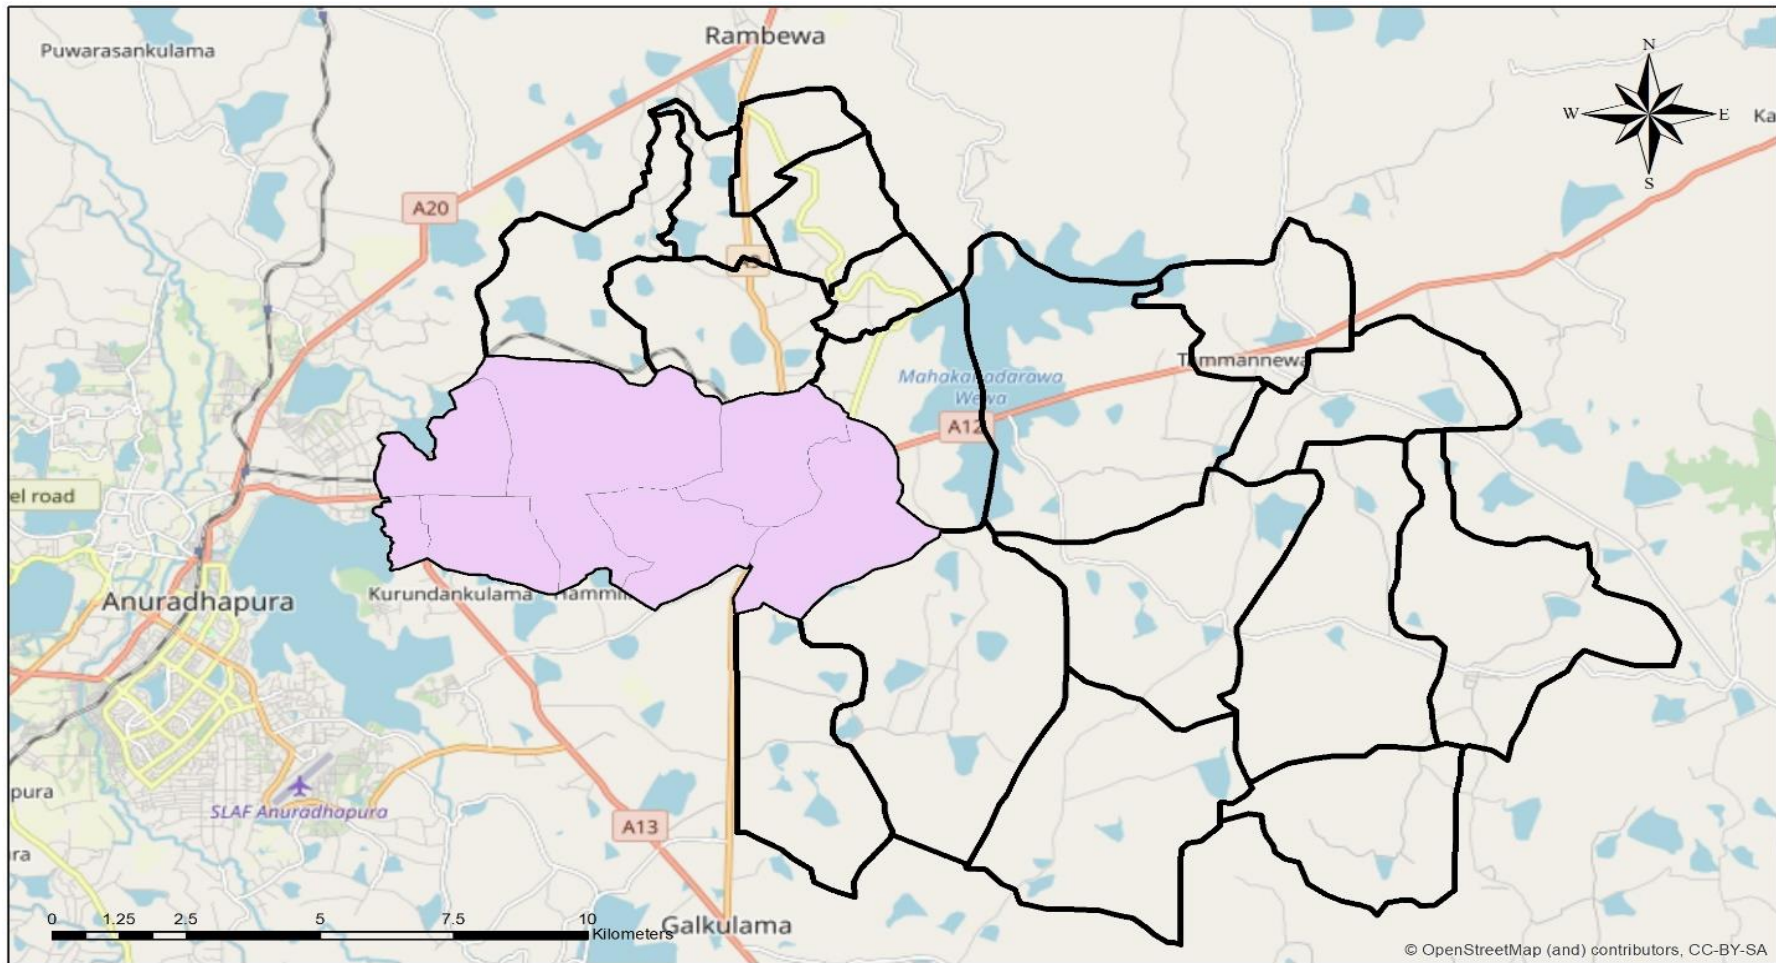 Rambewa
Puwarasankulama
N
W
E
S
Ka
A20
Tammannewa
Mahakanadarawa
Wewa
A12
el road
Anuradhapura
Kurundankulama
SLAF Anuradhapura
pura
A13
ra
0 1.25 2.5 5 7.5 10
Kilometers
Galkulama
© OpenStreetMap (and) contributors, CC-BY-SA